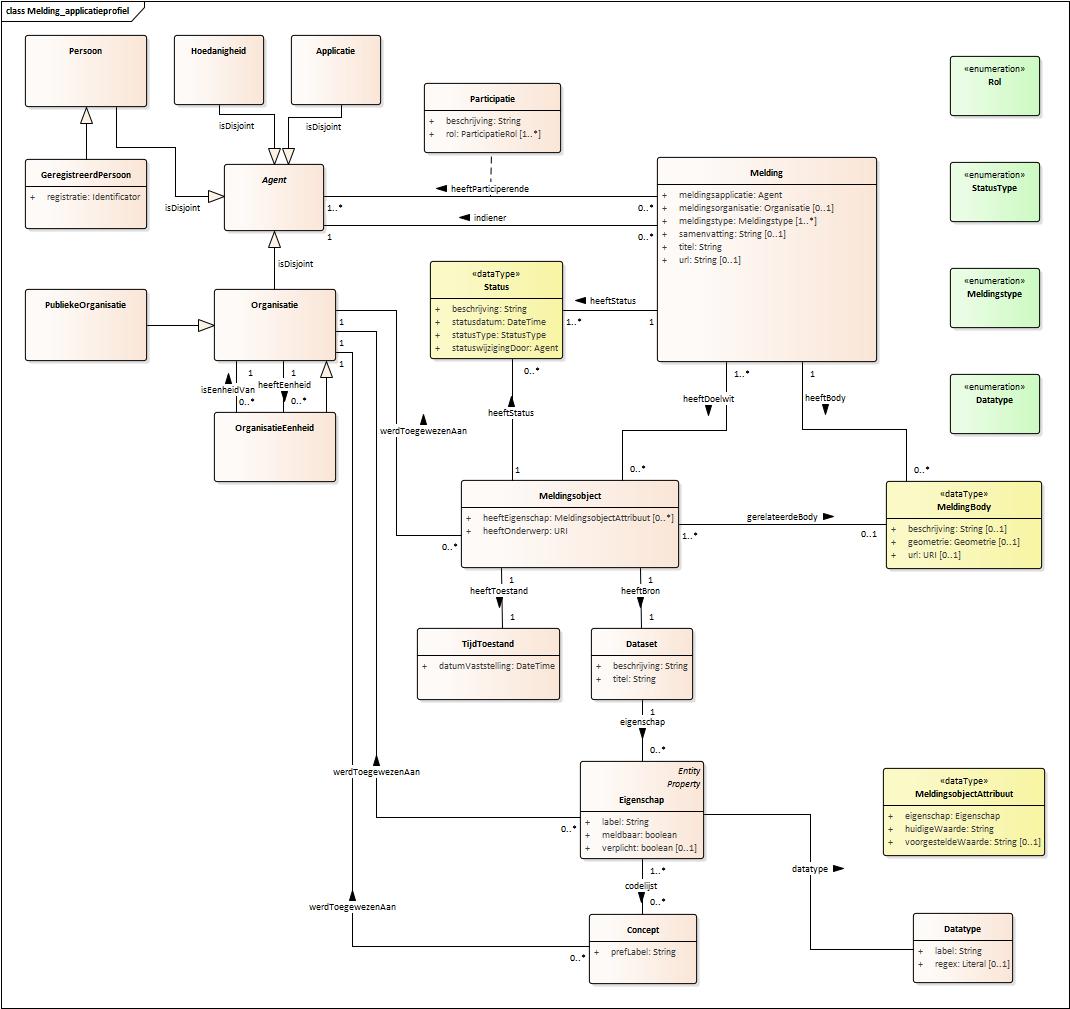 class Melding_applicatieprofiel
Persoon
Hoedanigheid
Applicatie
isDisjoint
isDisjoint
GeregistreerdPersoon
+ registratie: Identificator
isDisjoint
Agent
isDisjoint
Participatie
+ beschrijving: String
+ rol: ParticipatieRol [1..*]
heeftParticiperende
1..*
0..*
indiener
1
0..*
Melding
+ meldingsapplicatie: Agent
+ meldingsorganisatie: Organisatie [0..1]
+ meldingstype: Meldingstype [1..*]
+ samenvatting: String [0..1]
+ titel: String
+ url: String [0..1]
«enumeration»
Rol
«enumeration»
StatusType
«enumeration»
Meldingstype
«enumeration»
Datatype
«dataType»
Status
+ beschrijving: String
+ statusdatum: DateTime
+ statusType: StatusType
+ statuswijzigingDoor: Agent
heeftStatus
1..*
1
PubliekeOrganisatie
Organisatie
1
1
1
1
isEenheidVan
0..*
1
heeftEenheid
0..*
OrganisatieEenheid
werdToegewezenAan
0..*
heeftStatus
1
1..*
heeftDoelwit
0..*
1
heeftBody
0..*
Meldingsobject
+ heeftEigenschap: MeldingsobjectAttribuut [0..*]
+ heeftOnderwerp: URI
0..*
gerelateerdeBody
1..*
0..1
«dataType»
MeldingBody
+ beschrijving: String [0..1]
+ geometrie: Geometrie [0..1]
+ url: URI [0..1]
1
heeftToestand
1
1
heeftBron
1
TijdToestand
+ datumVaststelling: DateTime
Dataset
+ beschrijving: String
+ titel: String
1
eigenschap
0..*
werdToegewezenAan
0..*
Entity
Property
Eigenschap
+ label: String
+ meldbaar: boolean
+ verplicht: boolean [0..1]
«dataType»
MeldingsobjectAttribuut
+ eigenschap: Eigenschap
+ huidigeWaarde: String
+ voorgesteldeWaarde: String [0..1]
datatype
1..*
codelijst
0..*
werdToegewezenAan
0..*
Concept
+ prefLabel: String
Datatype
+ label: String
+ regex: Literal [0..1]